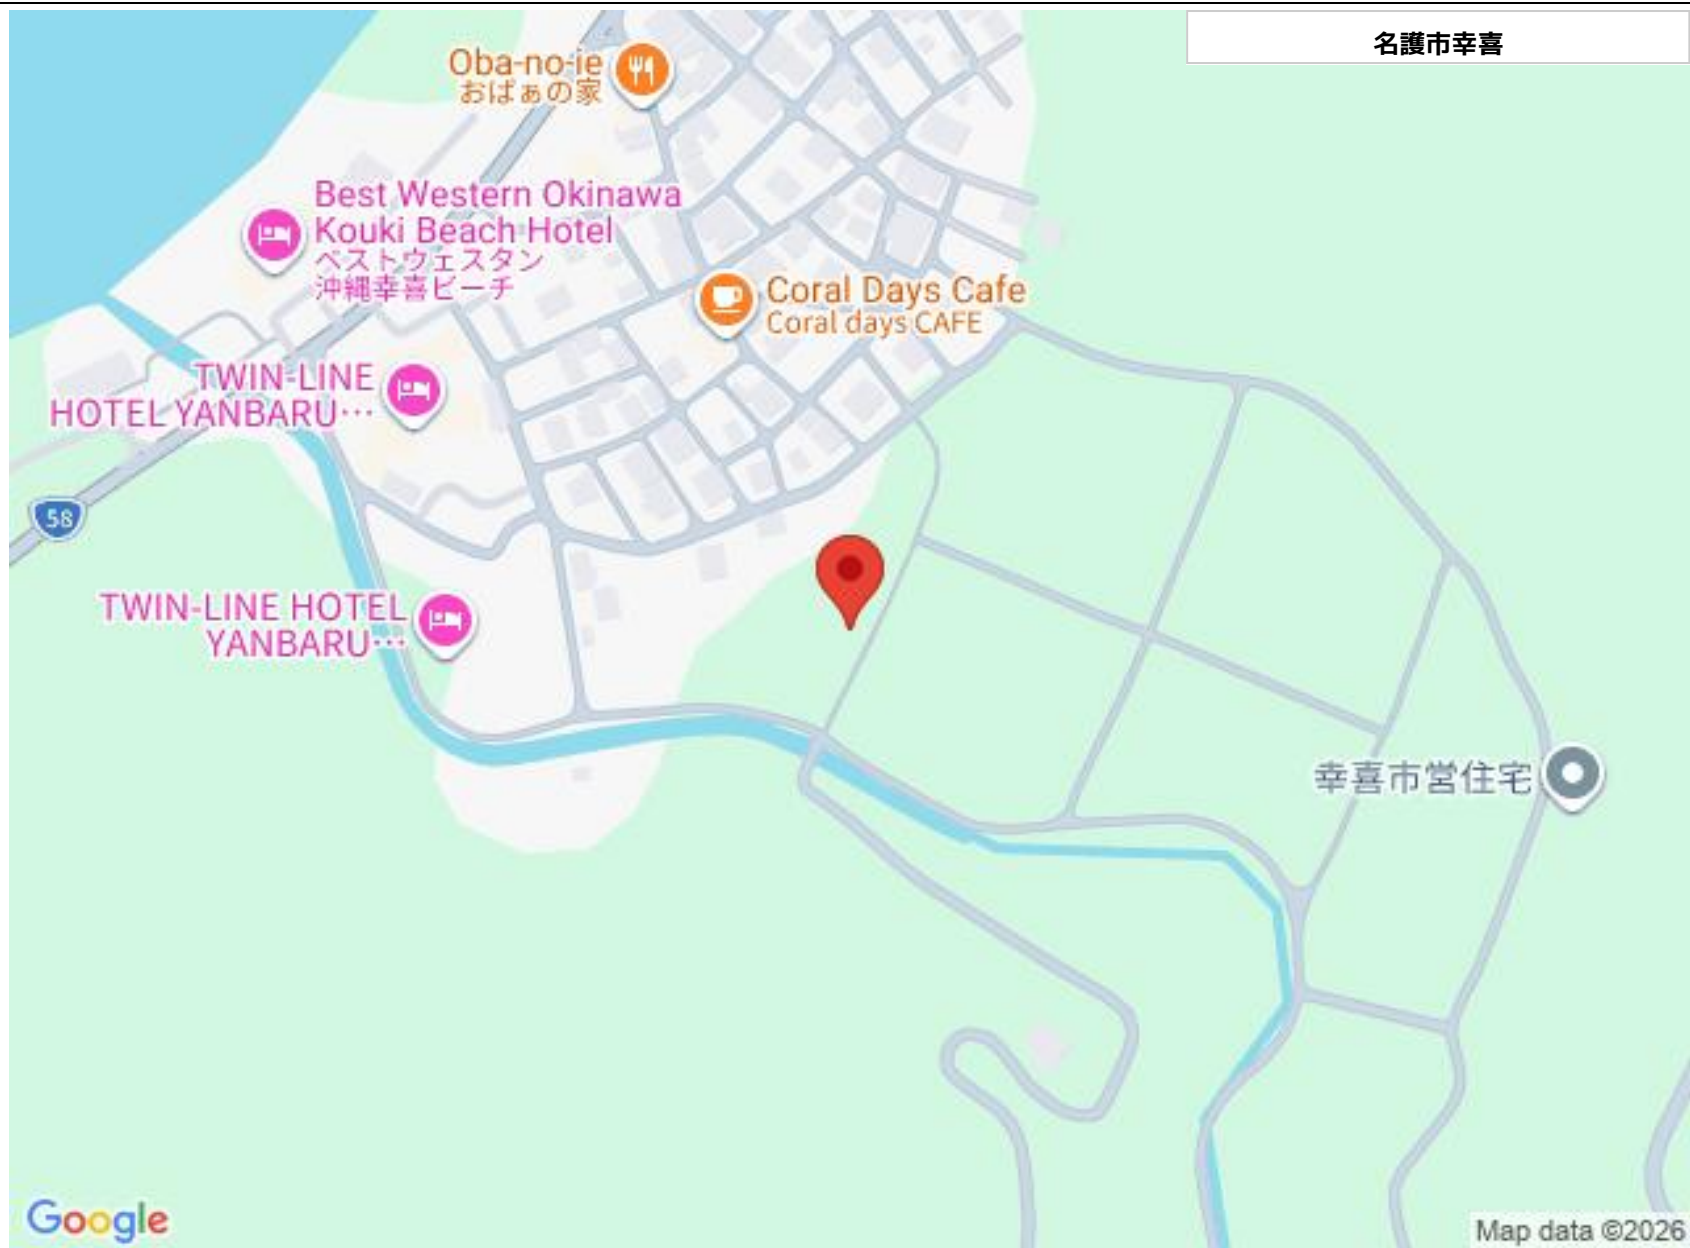 名護市幸喜
Oba-no-ie
おばぁの家
Best Western Okinawa
Kouki Beach Hotel
ベストウェスタン
沖縄幸喜ビーチ
Coral Days Cafe
Coral days CAFE
TWIN-LINE
HOTEL YANBARU…
58
TWIN-LINE HOTEL
YANBARU…
幸喜市営住宅
Google
Map data ©2026